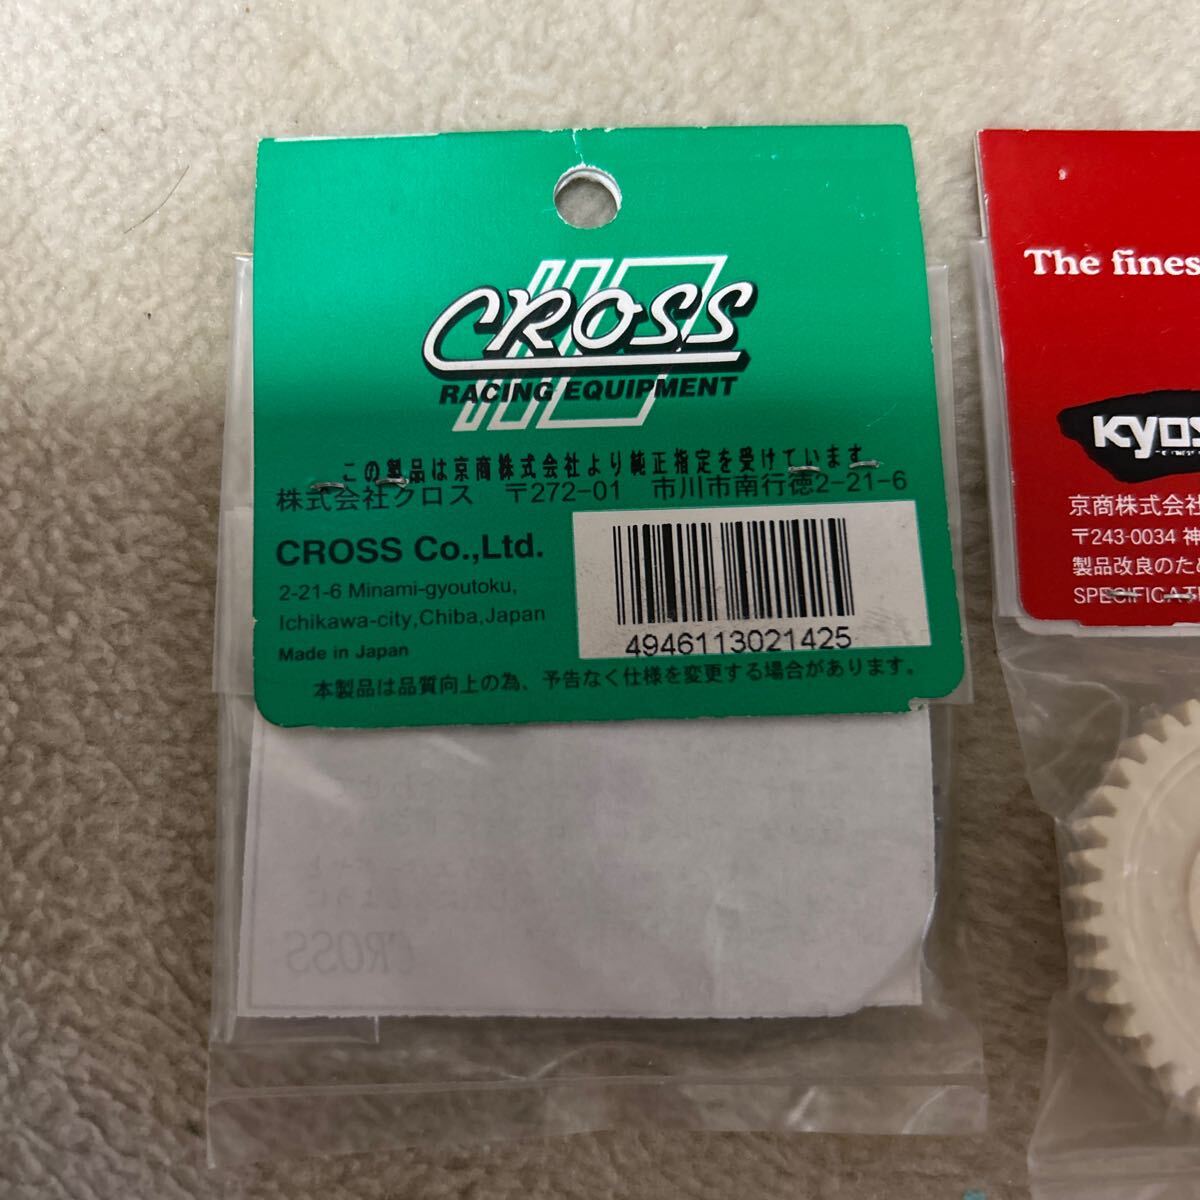 CROSS
RACING EQUIPMENT
この製品は京商株式会社より純正指定を受けています
株式会社クロス 〒272-01 市川市南行徳2-21-6
CROSS Co.,Ltd.
2-21-6 Minami-gyoutoku,
Ichikawa-city,Chiba,Japan
Made in Japan
4946113021425
本製品は品質向上の為、予告なく仕様を変更する場合があります。
CROSS
The fines
KYOS
京商株式会社
〒243-0034 神
製品改良のため
SPECIFICATI